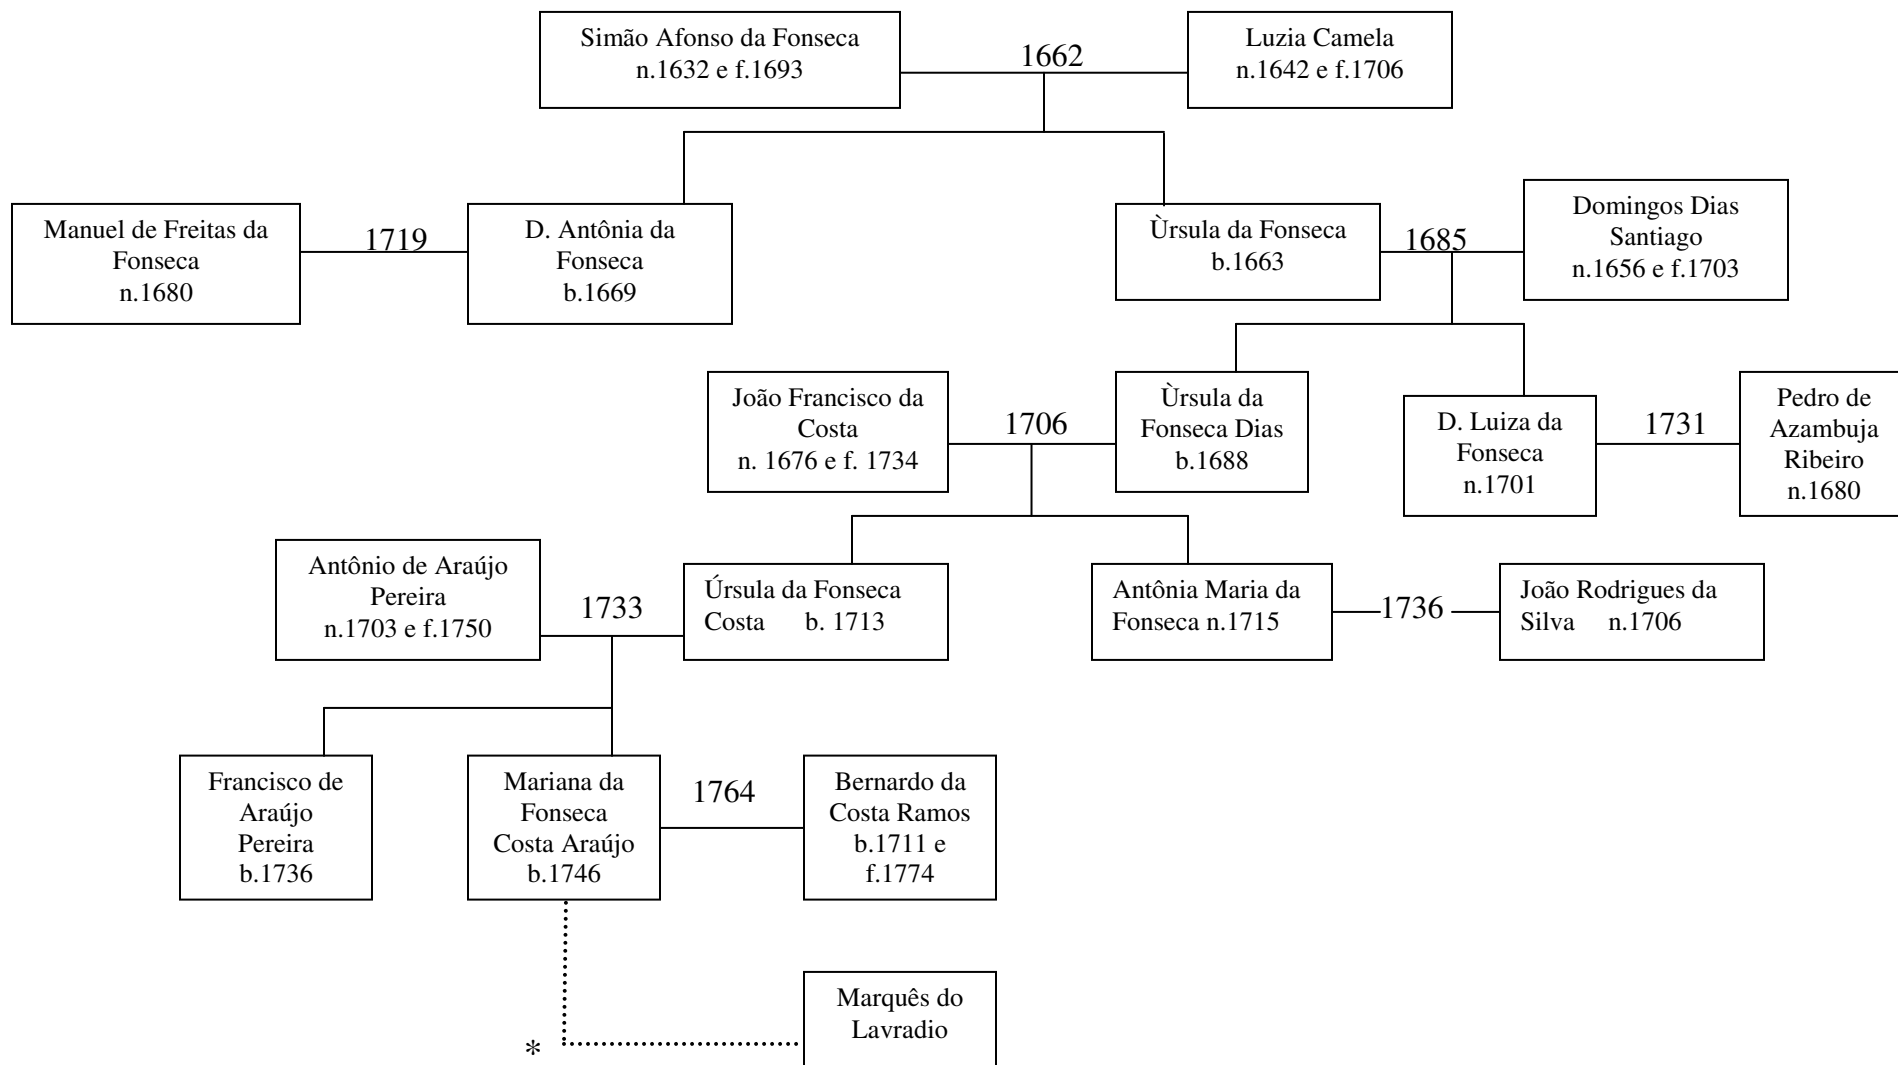 Simão Afonso da Fonseca
n.1632 e f.1693
1662
Luzia Camela
n.1642 e f.1706
Manuel de Freitas da
Fonseca
n.1680
1719
D. Antônia da
Fonseca
b.1669
Ùrsula da Fonseca
b.1663
1685
Domingos Dias
Santiago
n.1656 e f.1703
João Francisco da
Costa
n. 1676 e f. 1734
1706
Ùrsula da
Fonseca Dias
b.1688
D. Luiza da
Fonseca
n.1701
1731
Pedro de
Azambuja
Ribeiro
n.1680
Antônio de Araújo
Pereira
n.1703 e f.1750
1733
Úrsula da Fonseca
Costa b. 1713
Antônia Maria da
Fonseca n.1715
1736
João Rodrigues da
Silva n.1706
Francisco de
Araújo
Pereira
b.1736
Mariana da
Fonseca
Costa Araújo
b.1746
1764
Bernardo da
Costa Ramos
b.1711 e
f.1774
Marquês do
Lavradio
*